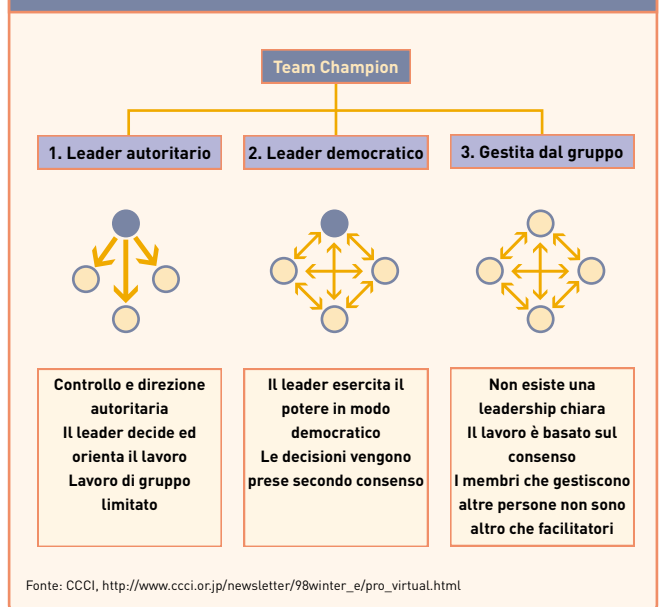 Team Champion
1. Leader autoritario
2. Leader democratico
3. Gestita dal gruppo
Controllo e direzione
autoritaria
Il leader decide ed
orienta il lavoro
Lavoro di gruppo
limitato
Il leader esercita il
potere in modo
democratico
Le decisioni vengono
prese secondo consenso
Non esiste una
leadership chiara
Il lavoro è basato sul
consenso
I membri che gestiscono
altre persone non sono
altro che facilitatori
Fonte: CCCI, http://www.ccci.or.jp/newsletter/98winter_e/pro_virtual.html